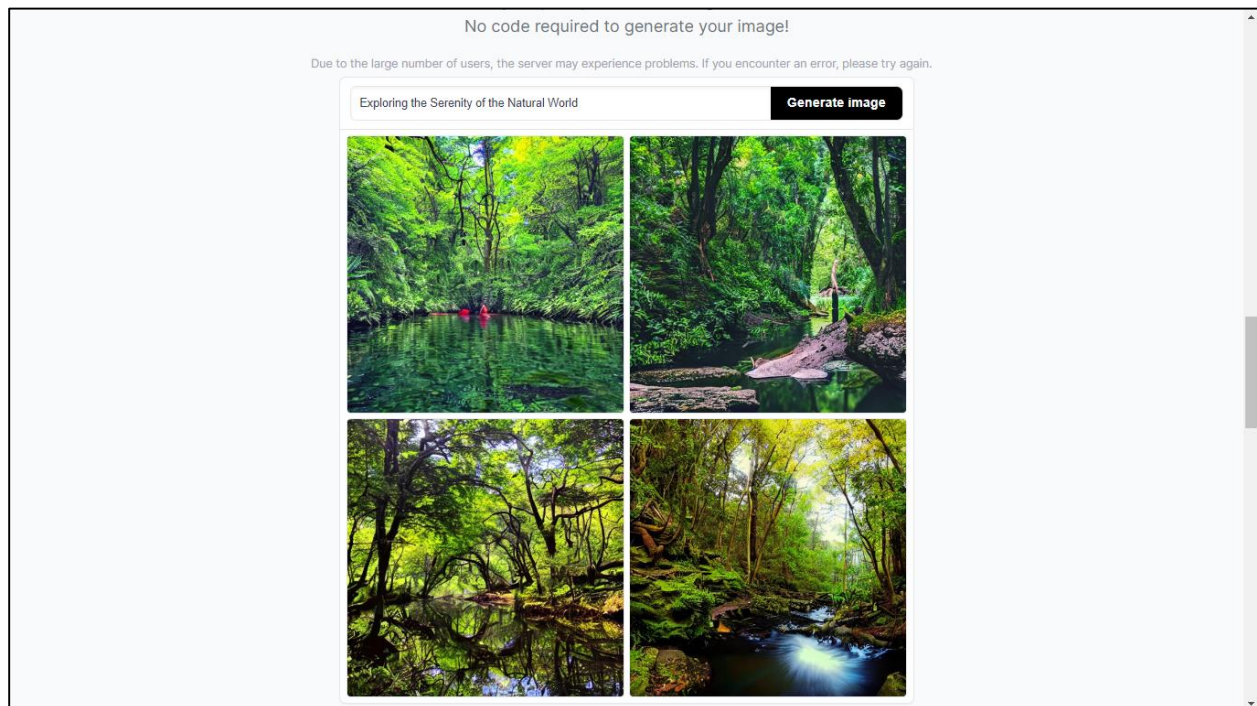 No code required to generate your image!
Due to the large number of users, the server may experience problems. If you encounter an error, please try again.
Exploring the Serenity of the Natural World
Generate image